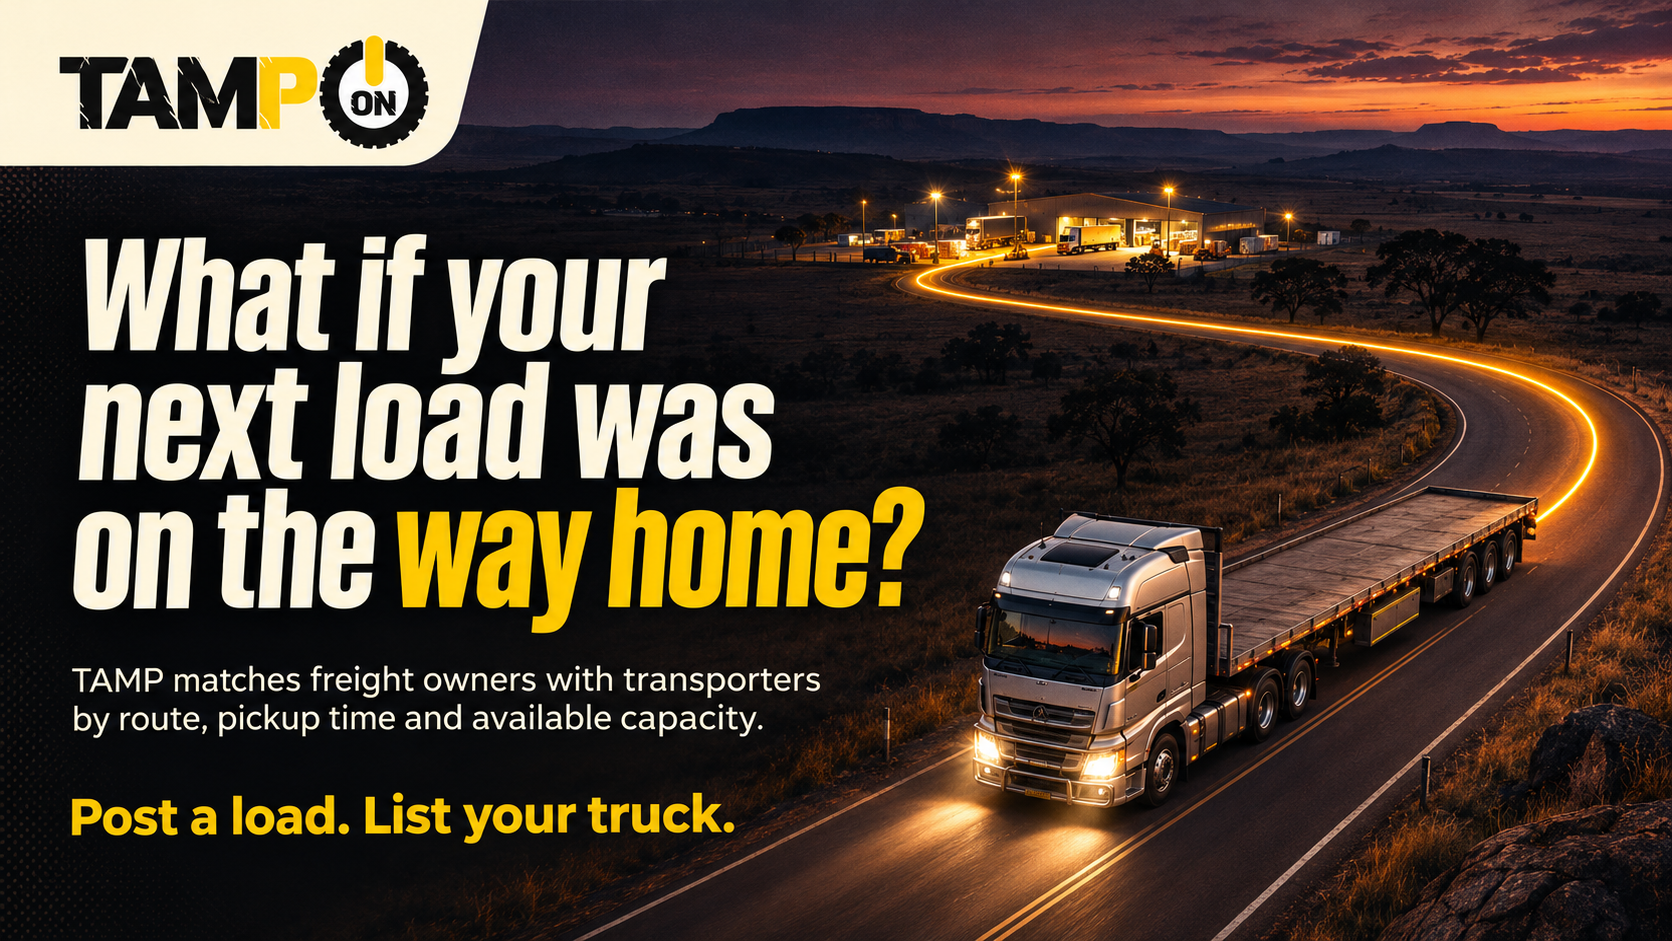 TAMP ON
What if your
next load was
on the way home?
TAMP matches freight owners with transporters
by route, pickup time and available capacity.
Post a load. List your truck.